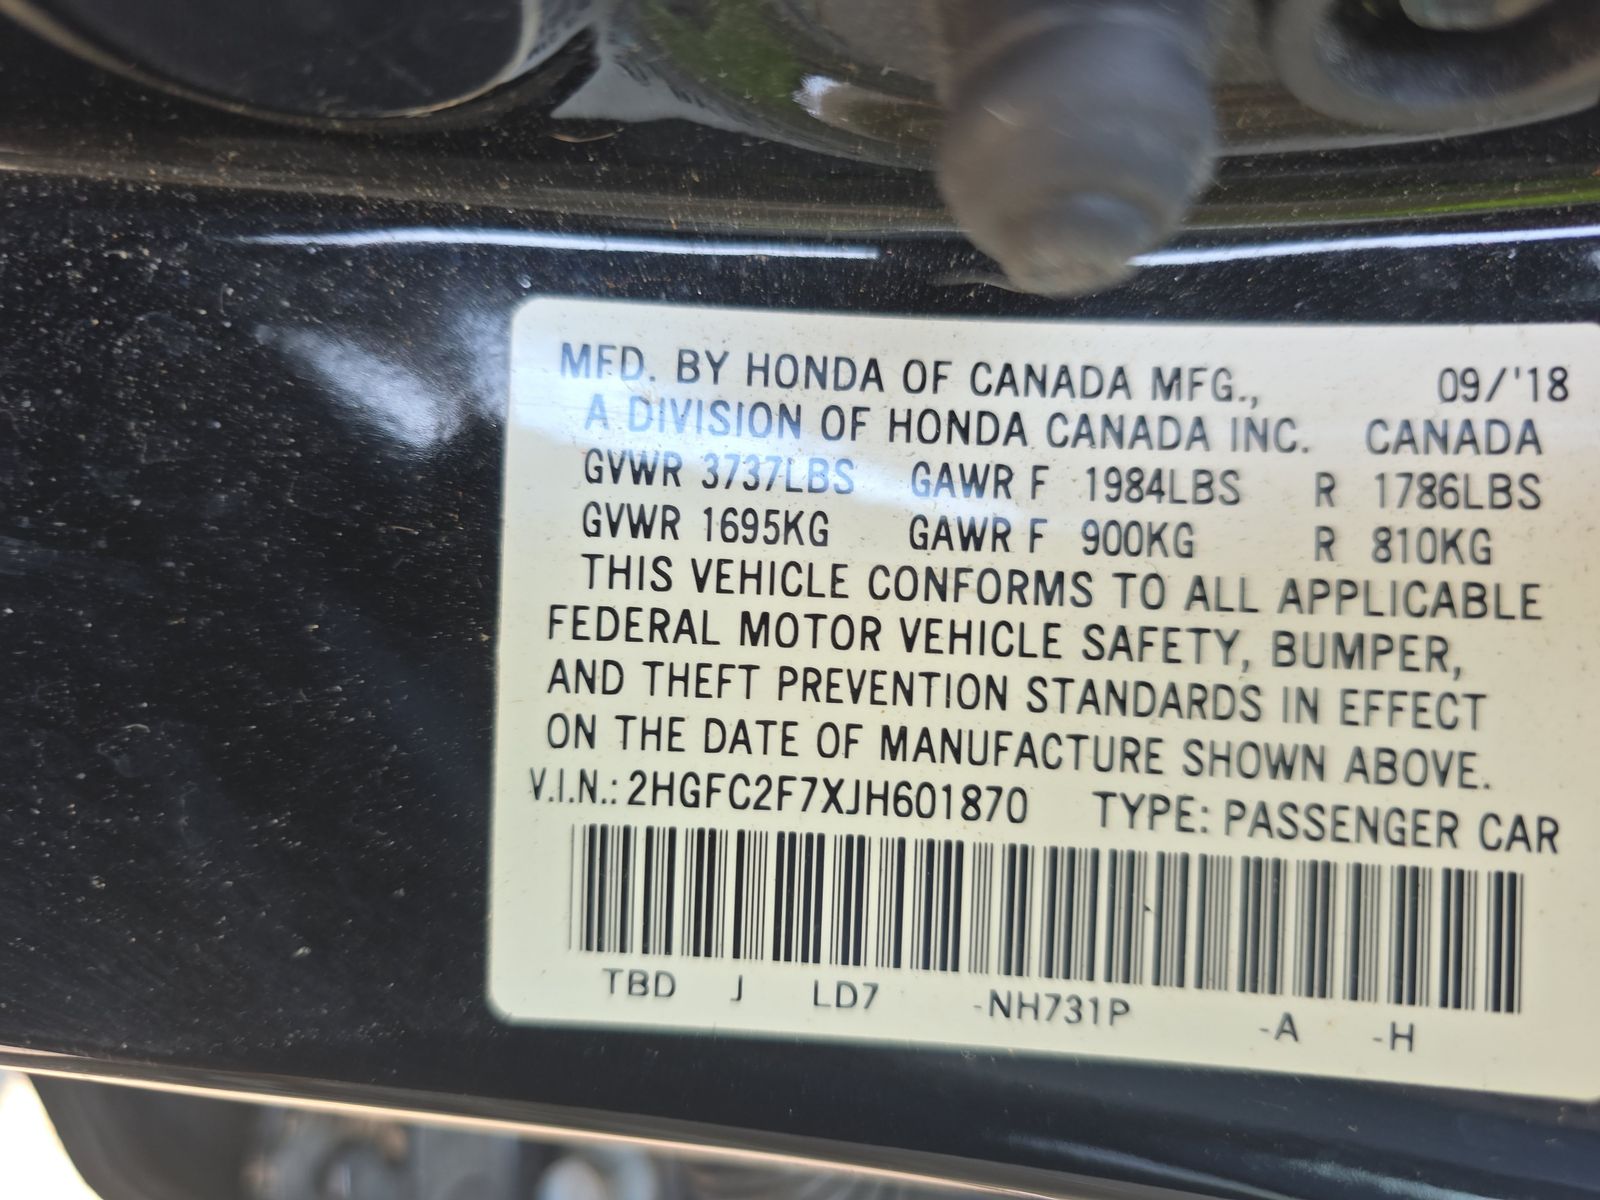 MFD. BY HONDA OF CANADA MFG., 09/'18
A DIVISION OF HONDA CANADA INC. CANADA
GVWR 3737LBS GAWR F 1984LBS R 1786LBS
GVWR 1695KG GAWR F 900KG R 810KG
THIS VEHICLE CONFORMS TO ALL APPLICABLE
FEDERAL MOTOR VEHICLE SAFETY, BUMPER,
AND THEFT PREVENTION STANDARDS IN EFFECT
ON THE DATE OF MANUFACTURE SHOWN ABOVE.
V.I.N.: 2HGFC2F7XJH601870 TYPE: PASSENGER CAR
TBD J LD7 -NH731P -A -H